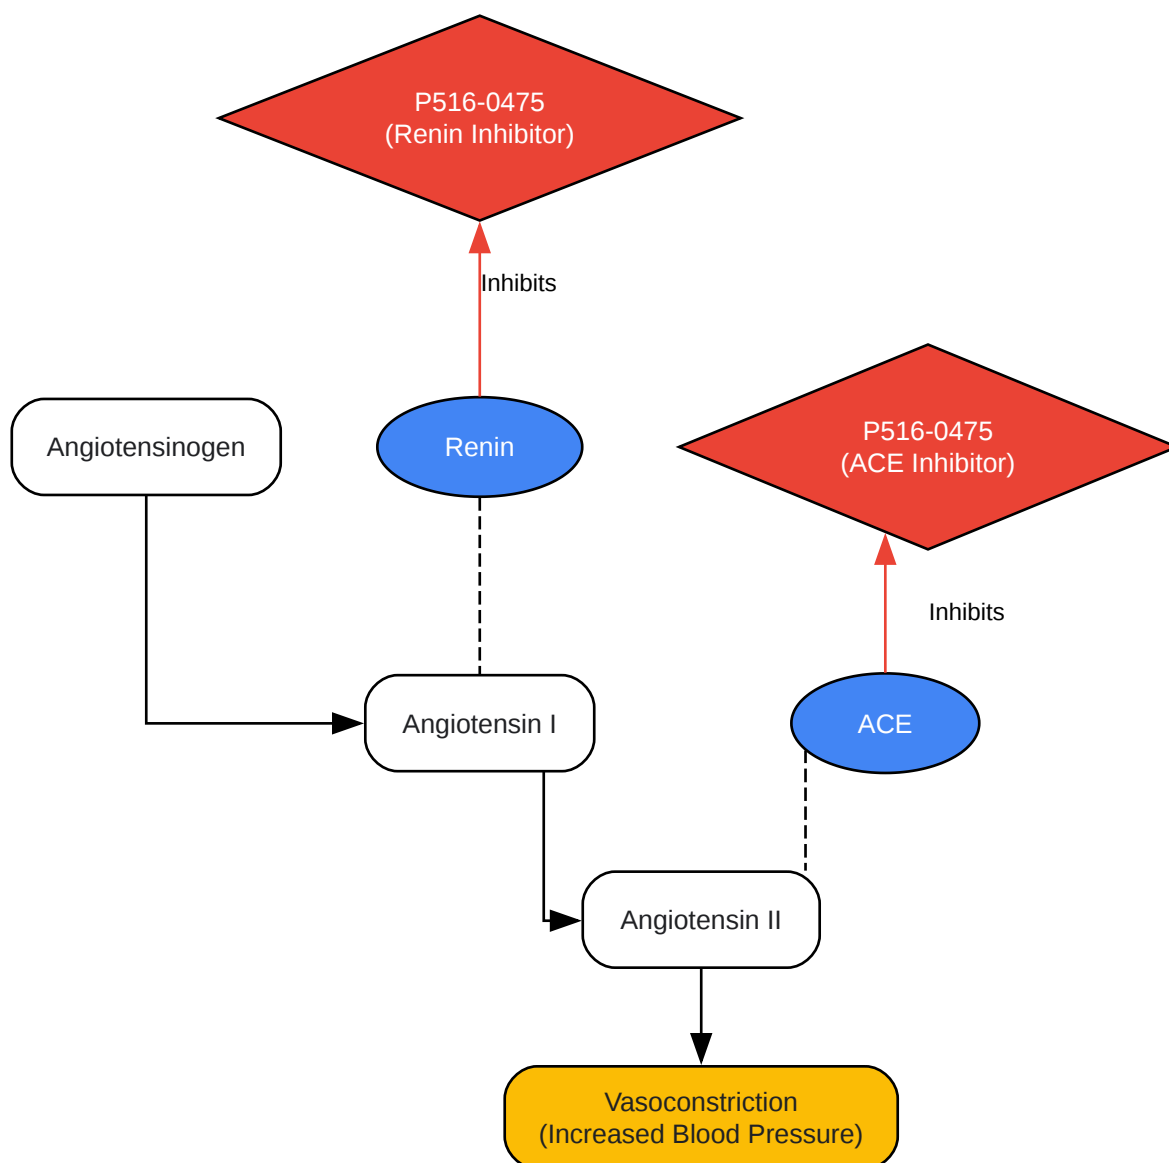 P516-0475
(Renin Inhibitor)
Inhibits
Angiotensinogen
Renin
P516-0475
(ACE Inhibitor)
Inhibits
Angiotensin I
ACE
Angiotensin II
Vasoconstriction
(Increased Blood Pressure)